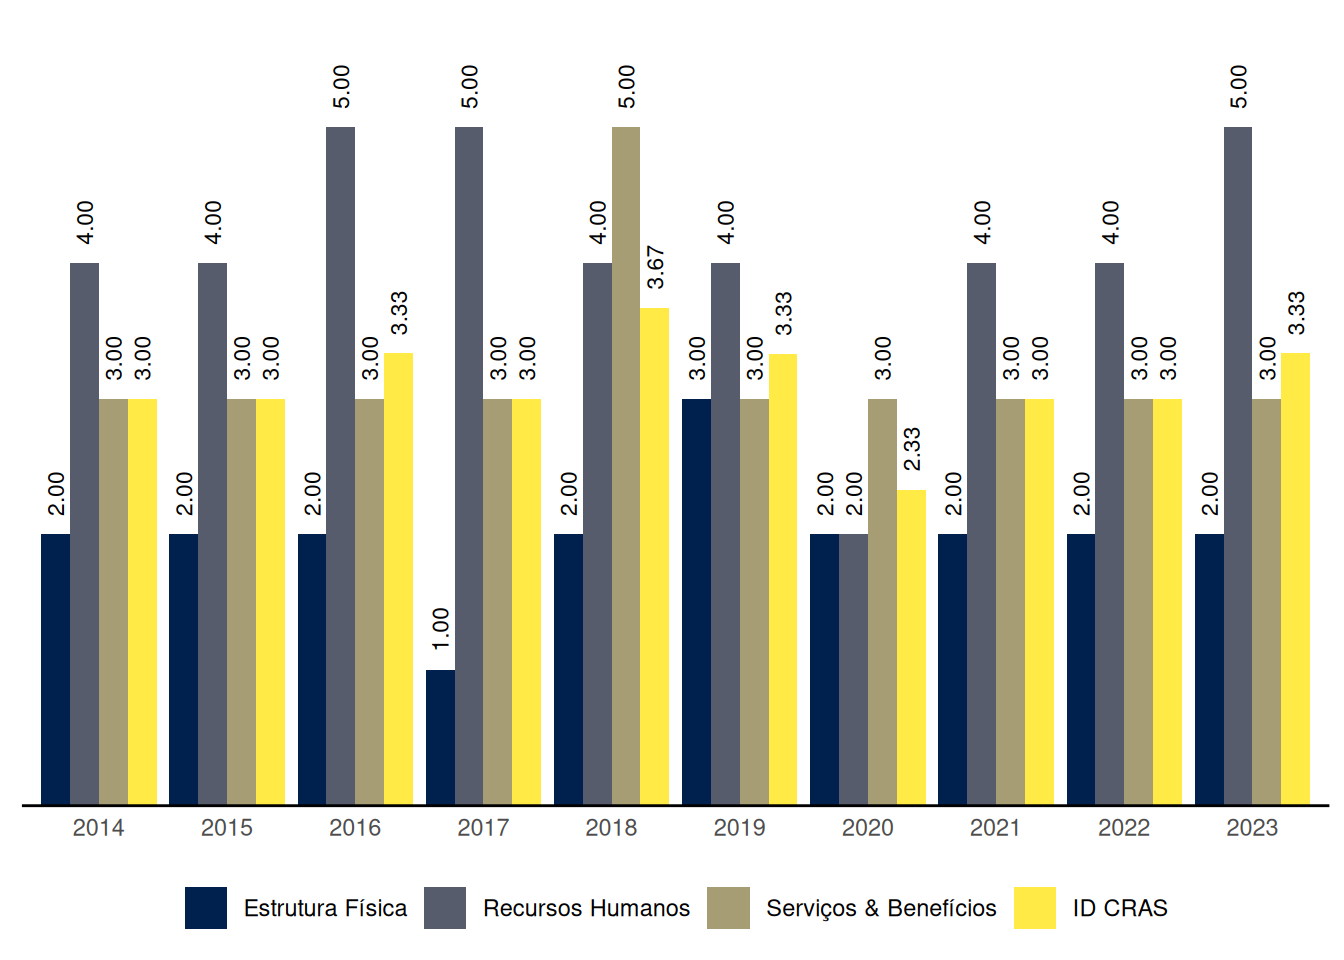 5.00 5.00 5.00 5.00
4.00 4.00 4.00 4.00 4.00 4.00
3.67
3.33 3.33 3.33
3.00 3.00 3.00 3.00 3.00 3.00 3.00 3.00 3.00 3.00 3.00 3.00 3.00 3.00 3.00 3.00
2.33
2.00 2.00 2.00 2.00 2.00 2.00 2.00 2.00 2.00
1.00
2014 2015 2016 2017 2018 2019 2020 2021 2022 2023
Estrutura Física Recursos Humanos Serviços & Benefícios ID CRAS